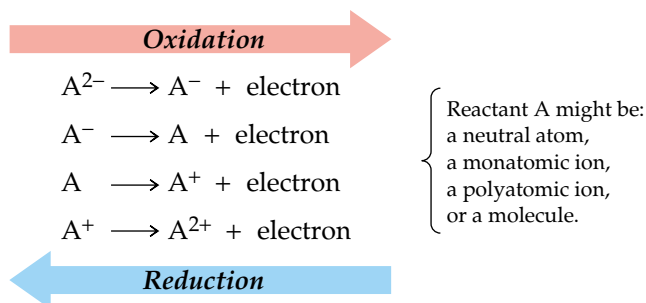 Oxidation
A²⁻ ⟶ A⁻ + electron
A⁻ ⟶ A + electron
A ⟶ A⁺ + electron
A⁺ ⟶ A²⁺ + electron
Reduction
Reactant A might be:
a neutral atom,
a monatomic ion,
a polyatomic ion,
or a molecule.